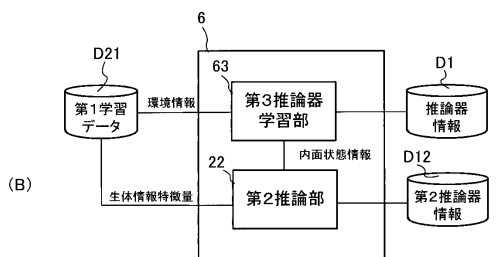 6
D21
第1学習
データ
環境情報
63
第3推論器
学習部
D1
推論器
情報
内面状態情報
(B)
生体情報特徴量
22
第2推論部
D12
第2推論器
情報